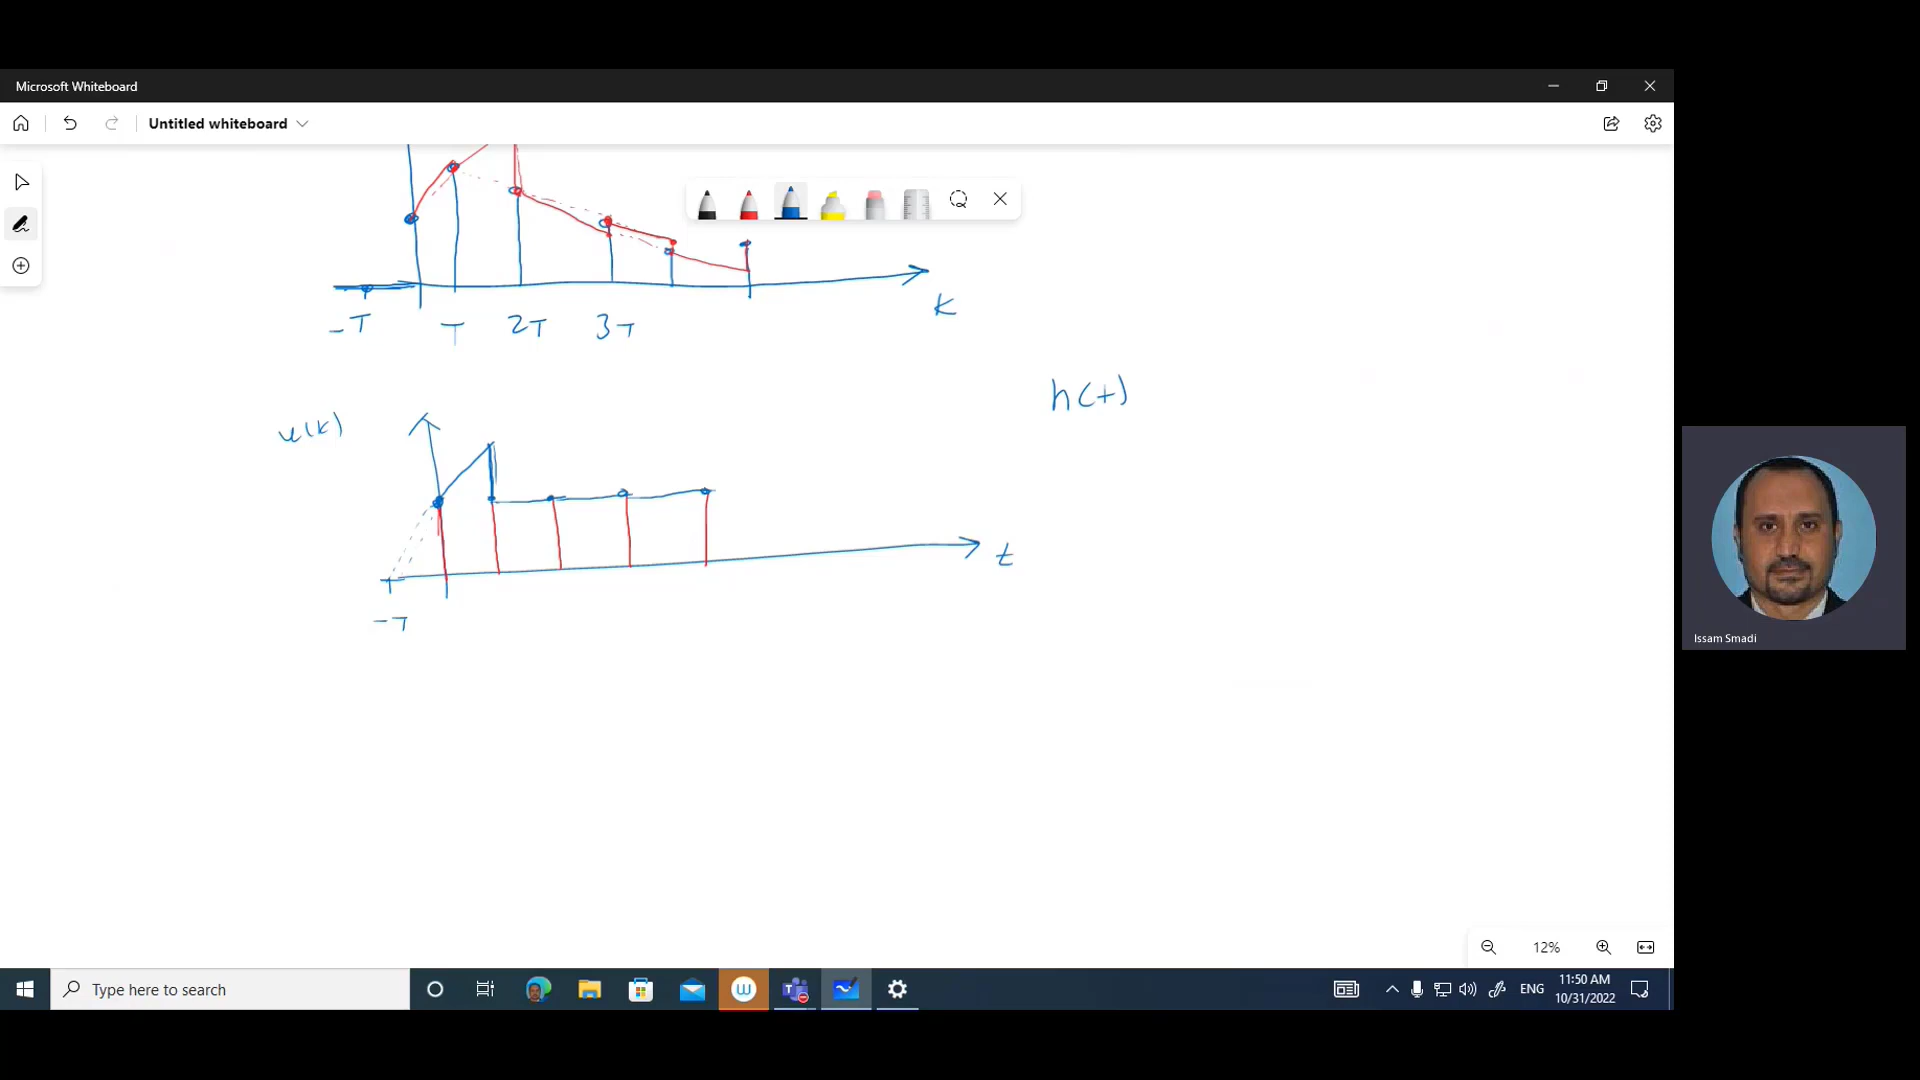 Microsoft Whiteboard
Untitled whiteboard
K
-T T 2T 3T
h(t)
u(k)
t
-T
Issam Smadi
12%
Type here to search
W
ENG
11:50 AM
10/31/2022